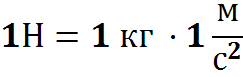 1Н = 1 кг · 1 м/с²